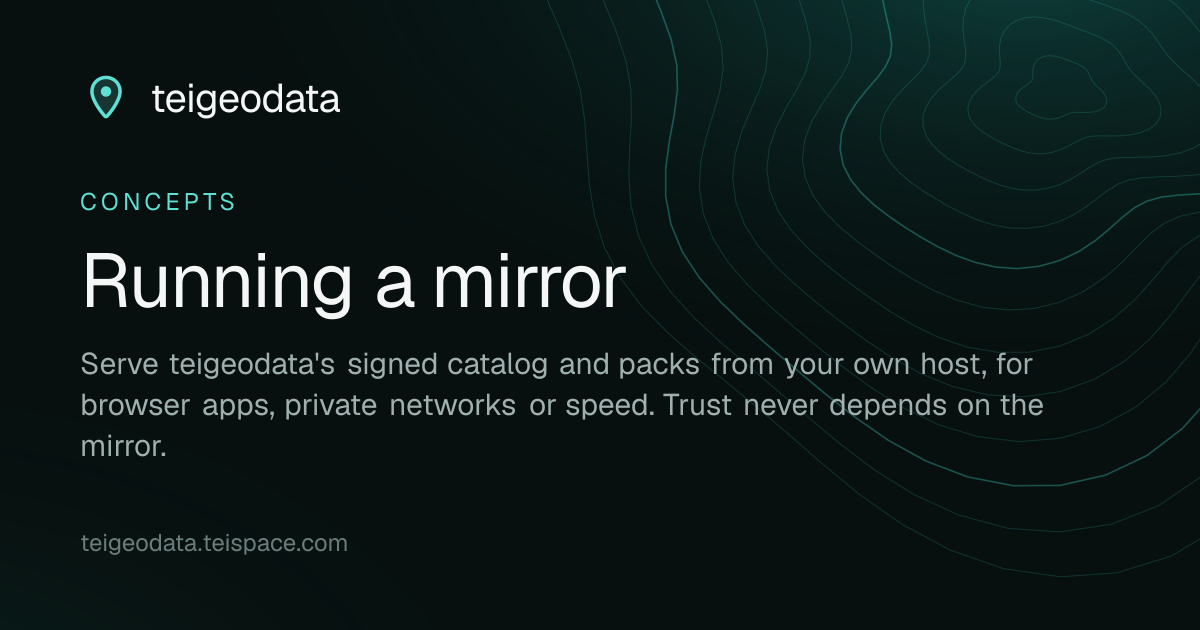 teigeodata
CONCEPTS
Running a mirror
Serve teigeodata's signed catalog and packs from your own host, for
browser apps, private networks or speed. Trust never depends on the
mirror.
teigeodata.teispace.com